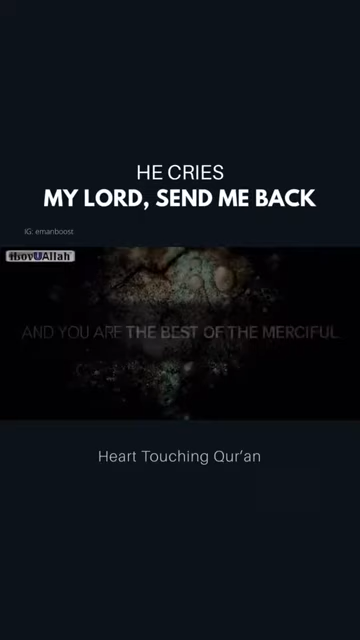 HE CRIES
MY LORD, SEND ME BACK
IG: emanboost
ilovUAllah
AND YOU ARE THE BEST OF THE MERCIFUL
Heart Touching Qur’an